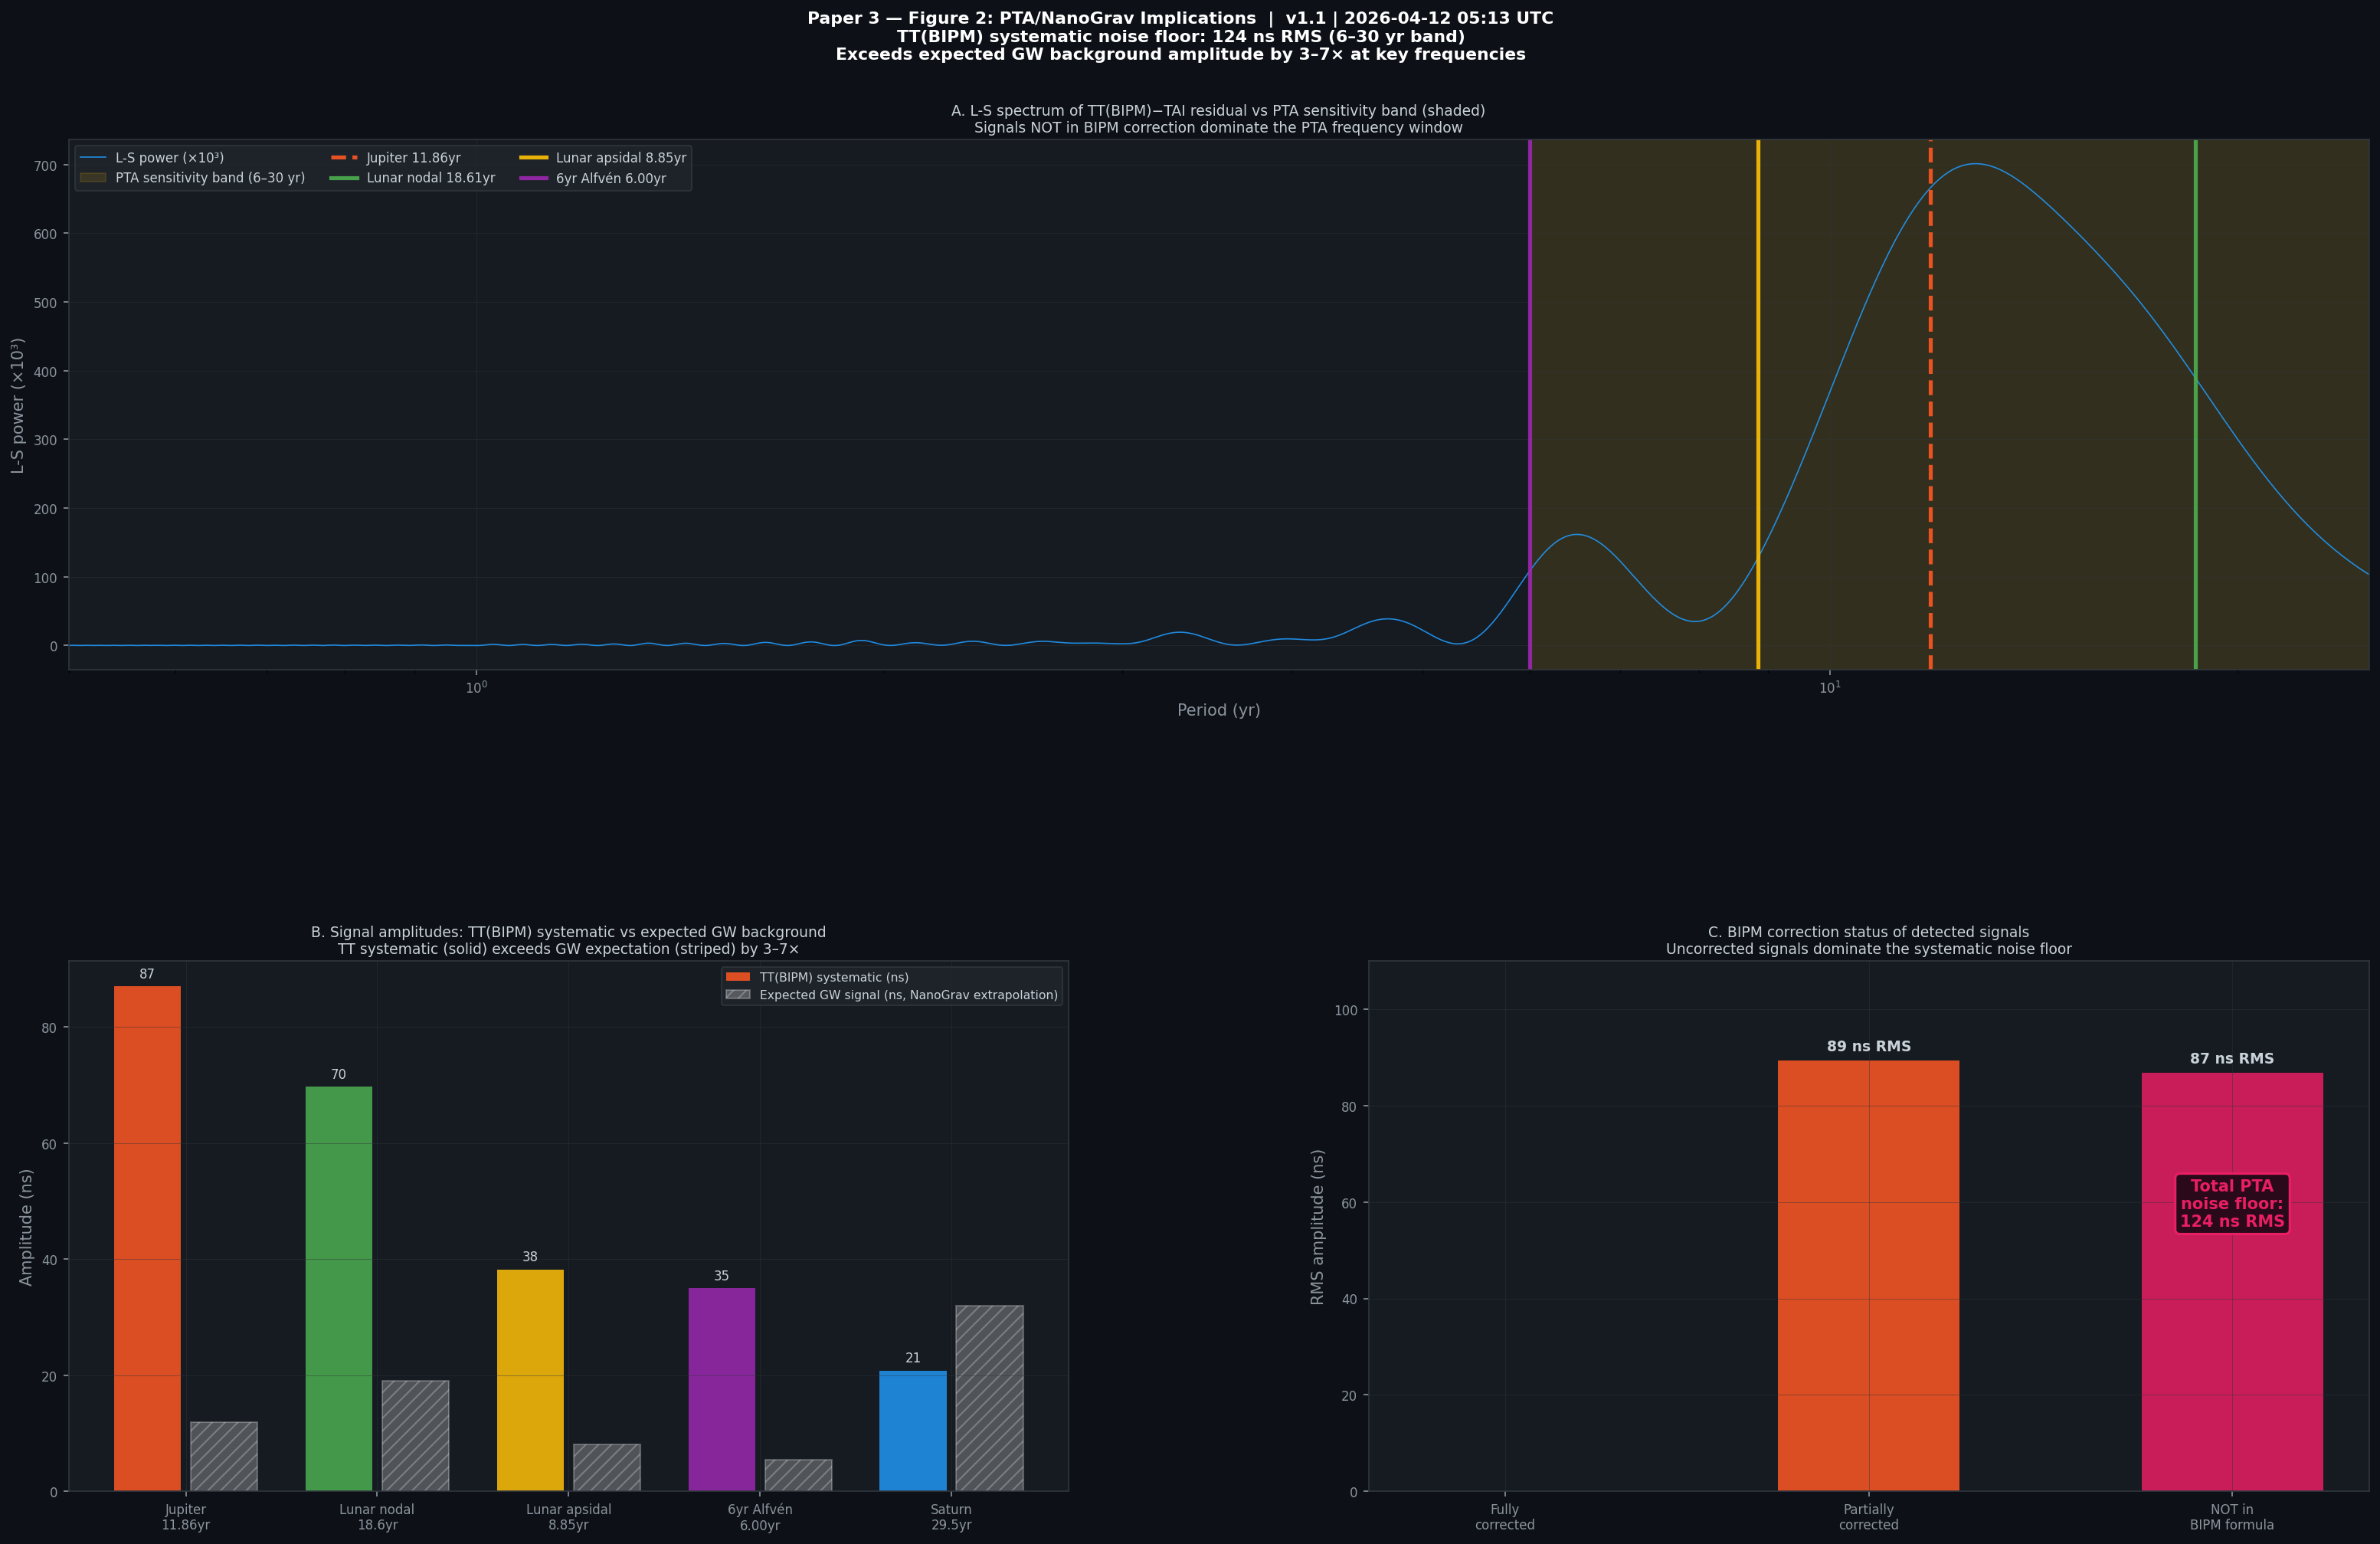 Paper 3 — Figure 2: PTA/NanoGrav Implications | v1.1 | 2026-04-12 05:13 UTC
TT(BIPM) systematic noise floor: 124 ns RMS (6–30 yr band)
Exceeds expected GW background amplitude by 3–7× at key frequencies
A. L-S spectrum of TT(BIPM)−TAI residual vs PTA sensitivity band (shaded)
Signals NOT in BIPM correction dominate the PTA frequency window
L-S power (×10³)
PTA sensitivity band (6–30 yr)
Jupiter 11.86yr
Lunar nodal 18.61yr
Lunar apsidal 8.85yr
6yr Alfvén 6.00yr
L-S power (×10³)
700
600
500
400
300
200
100
0
10⁰
10¹
Period (yr)
B. Signal amplitudes: TT(BIPM) systematic vs expected GW background
TT systematic (solid) exceeds GW expectation (striped) by 3–7×
TT(BIPM) systematic (ns)
Expected GW signal (ns, NanoGrav extrapolation)
Amplitude (ns)
80
60
40
20
0
87
70
38
35
21
Jupiter
11.86yr
Lunar nodal
18.6yr
Lunar apsidal
8.85yr
6yr Alfvén
6.00yr
Saturn
29.5yr
C. BIPM correction status of detected signals
Uncorrected signals dominate the systematic noise floor
RMS amplitude (ns)
100
80
60
40
20
0
89 ns RMS
87 ns RMS
Total PTA
noise floor:
124 ns RMS
Fully
corrected
Partially
corrected
NOT in
BIPM formula